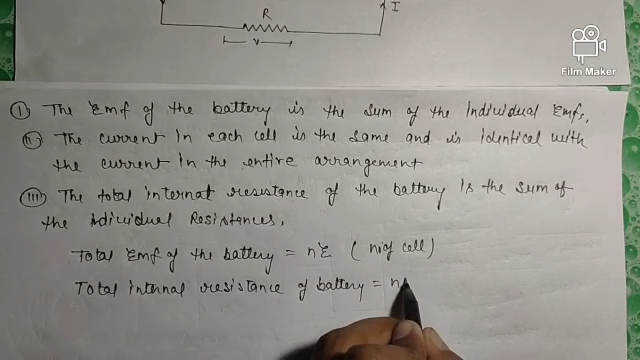 R
I
V
Film Maker
(i) The Emf of the battery is the sum of the individual Emfs,
(ii) The current in each cell is the same and is identical with
the current in the entire arrangement
(iii) The total internal resistance of the battery is the sum of
the idividual Rosistances,
Total Emf of the battery = nE ( n of cell)
Total internal resistance of battery = n